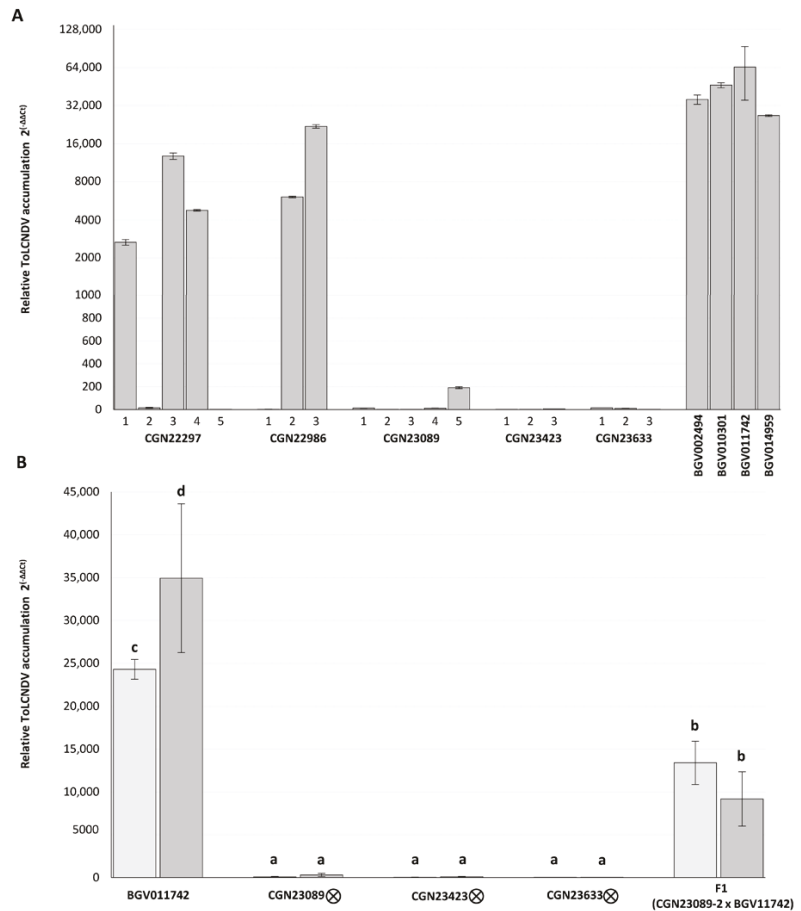 A
128,000
64,000
32,000
16,000
8000
4000
2000
1000
800
600
400
200
0
Relative ToLCNDV accumulation 2(-ΔΔCt)
1 2 3 4 5 1 2 3 1 2 3 4 5 1 2 3 1 2 3
CGN22297 CGN22986 CGN23089 CGN23423 CGN23633
BGV002494
BGV010301
BGV011742
BGV014959
B
45,000
40,000
35,000
30,000
25,000
20,000
15,000
10,000
5000
0
Relative ToLCNDV accumulation 2(-ΔΔCt)
c d a a a a a a b b
BGV011742 CGN23089⊗ CGN23423⊗ CGN23633⊗ F1
(CGN23089-2 x BGV11742)